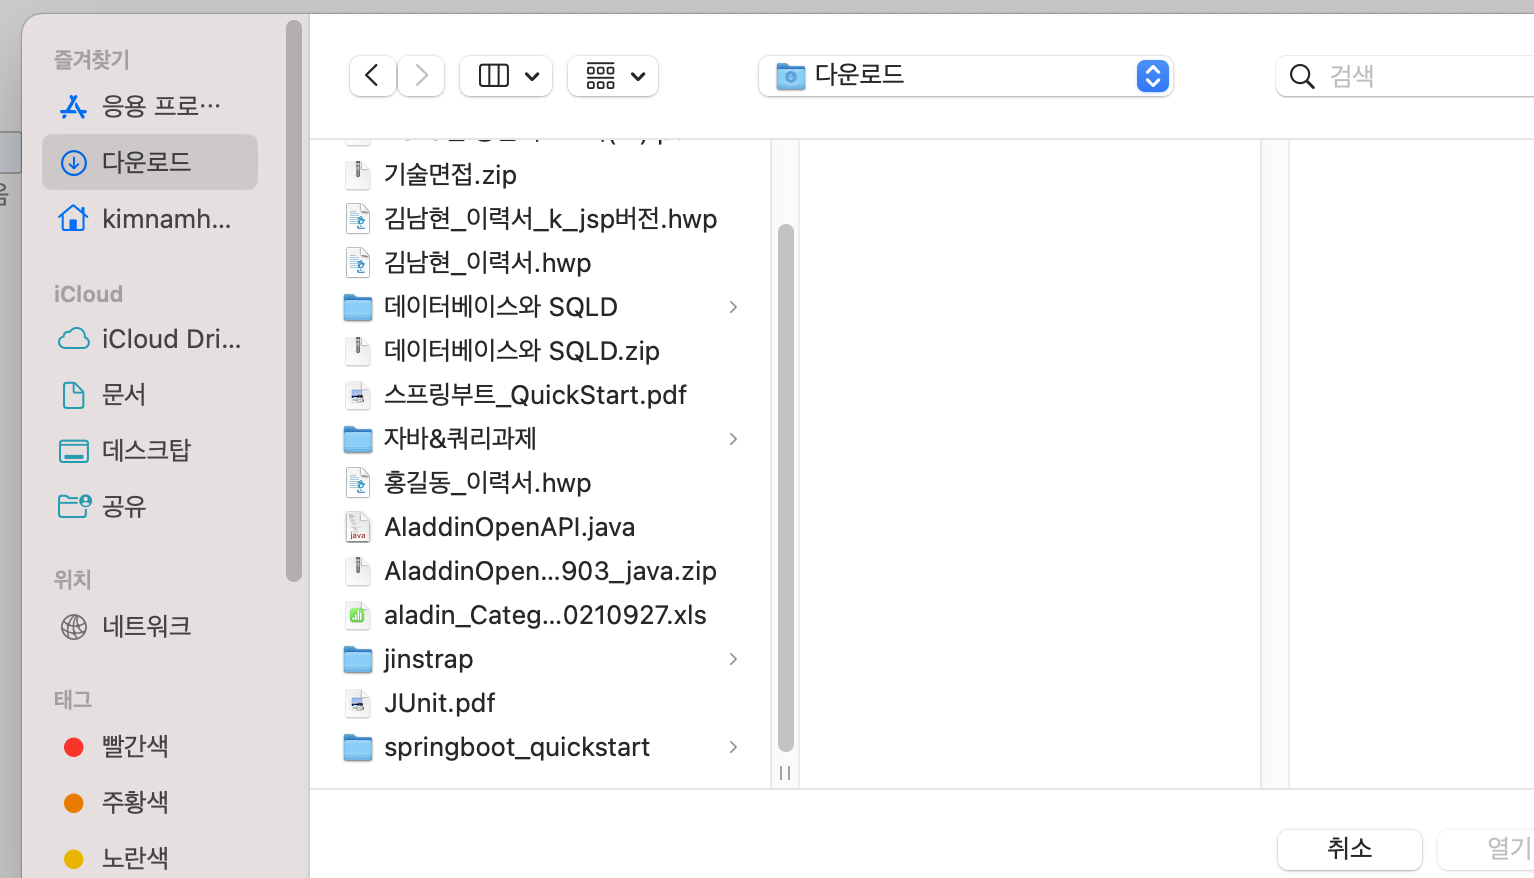 즐겨찾기
응용 프로…
다운로드
kimnamh...
iCloud
iCloud Dri...
문서
데스크탑
공유
위치
네트워크
태그
빨간색
주황색
노란색
다운로드
검색
기술면접.zip
김남현_이력서_k_jsp버전.hwp
김남현_이력서.hwp
데이터베이스와 SQLD
데이터베이스와 SQLD.zip
스프링부트_QuickStart.pdf
자바&쿼리과제
홍길동_이력서.hwp
AladdinOpenAPI.java
AladdinOpen...903_java.zip
aladin_Categ...0210927.xls
jinstrap
JUnit.pdf
springboot_quickstart
취소
열기